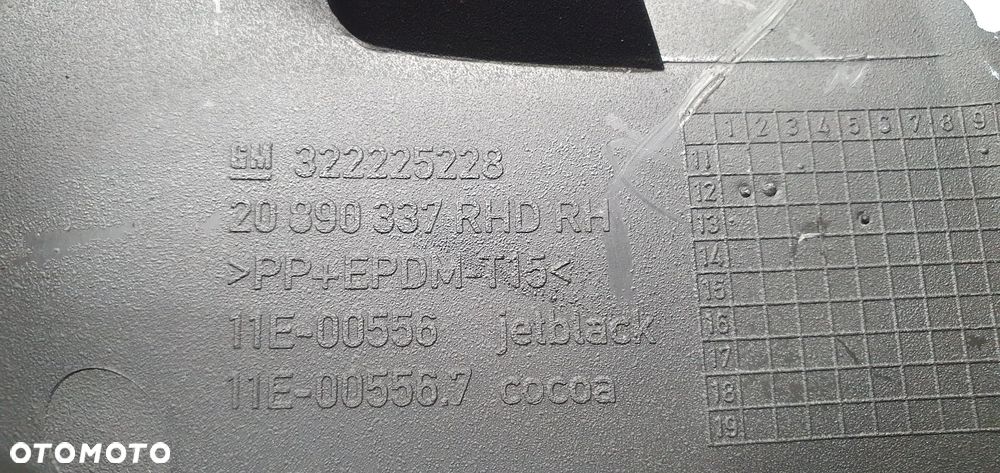 GM 322225228
20 890 337 RHD RH
>PP+EPDM-T15<
11E-00556 jetblack
11E-00556.7 cocoa
1 2 3 4 5 6 7 8 9
11
12
13
14
15
16
17
18
19
OTOMOTO